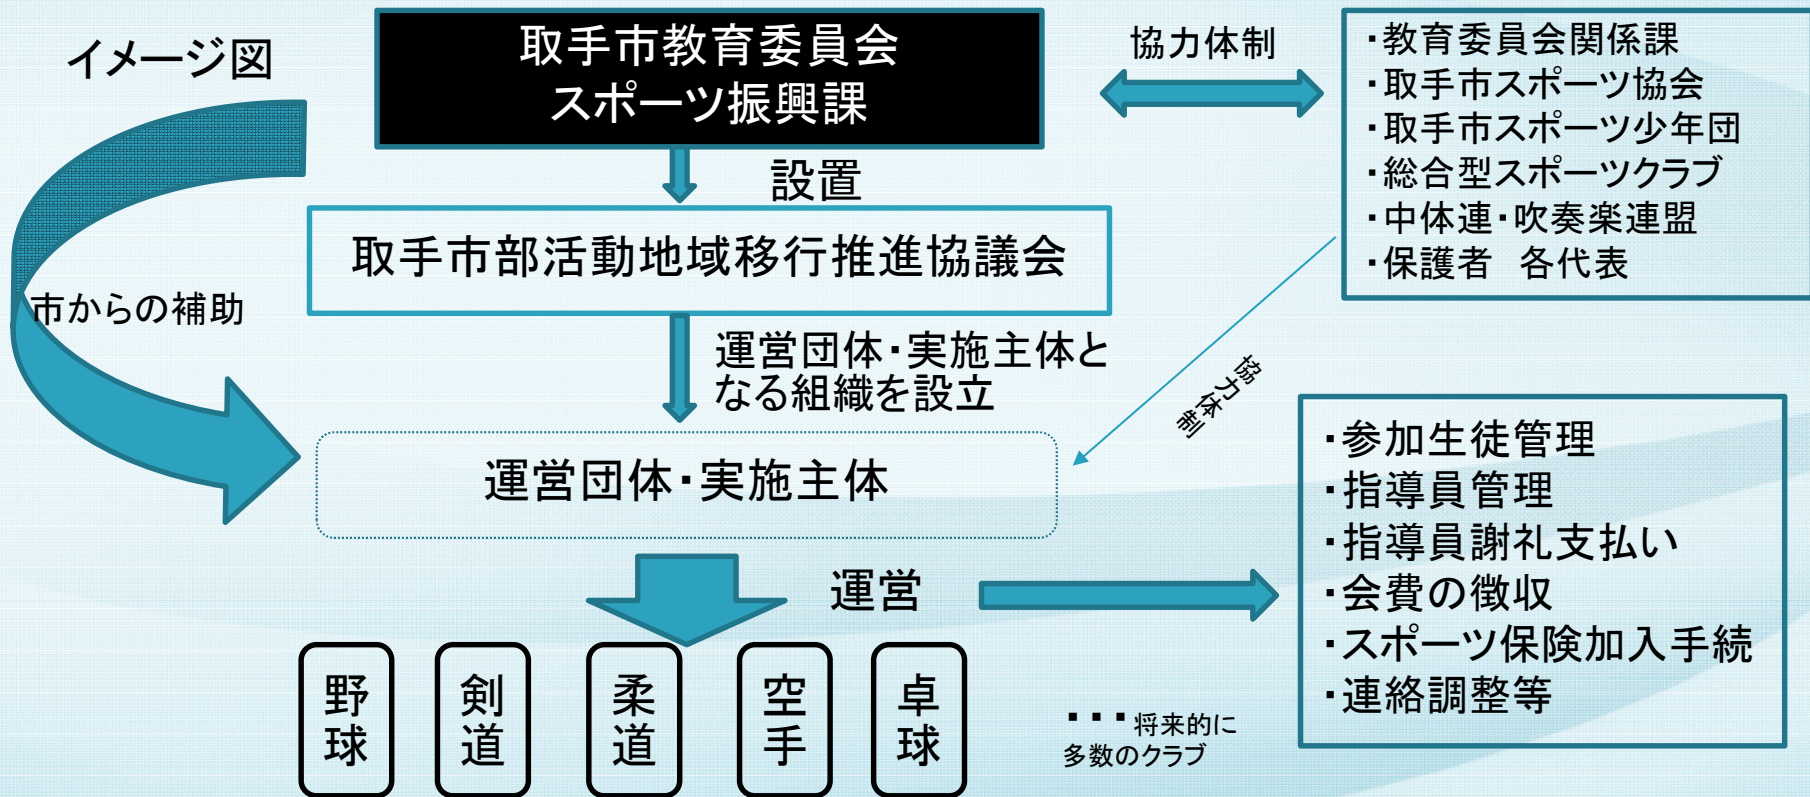 イメージ図
取手市教育委員会
スポーツ振興課
協力体制
・教育委員会関係課
・取手市スポーツ協会
・取手市スポーツ少年団
・総合型スポーツクラブ
・中体連・吹奏楽連盟
・保護者　各代表
設置
取手市部活動地域移行推進協議会
市からの補助
運営団体・実施主体と
なる組織を設立
協力体制
運営団体・実施主体
運営
・参加生徒管理
・指導員管理
・指導員謝礼支払い
・会費の徴収
・スポーツ保険加入手続
・連絡調整等
野球
剣道
柔道
空手
卓球
・・・将来的に
多数のクラブ